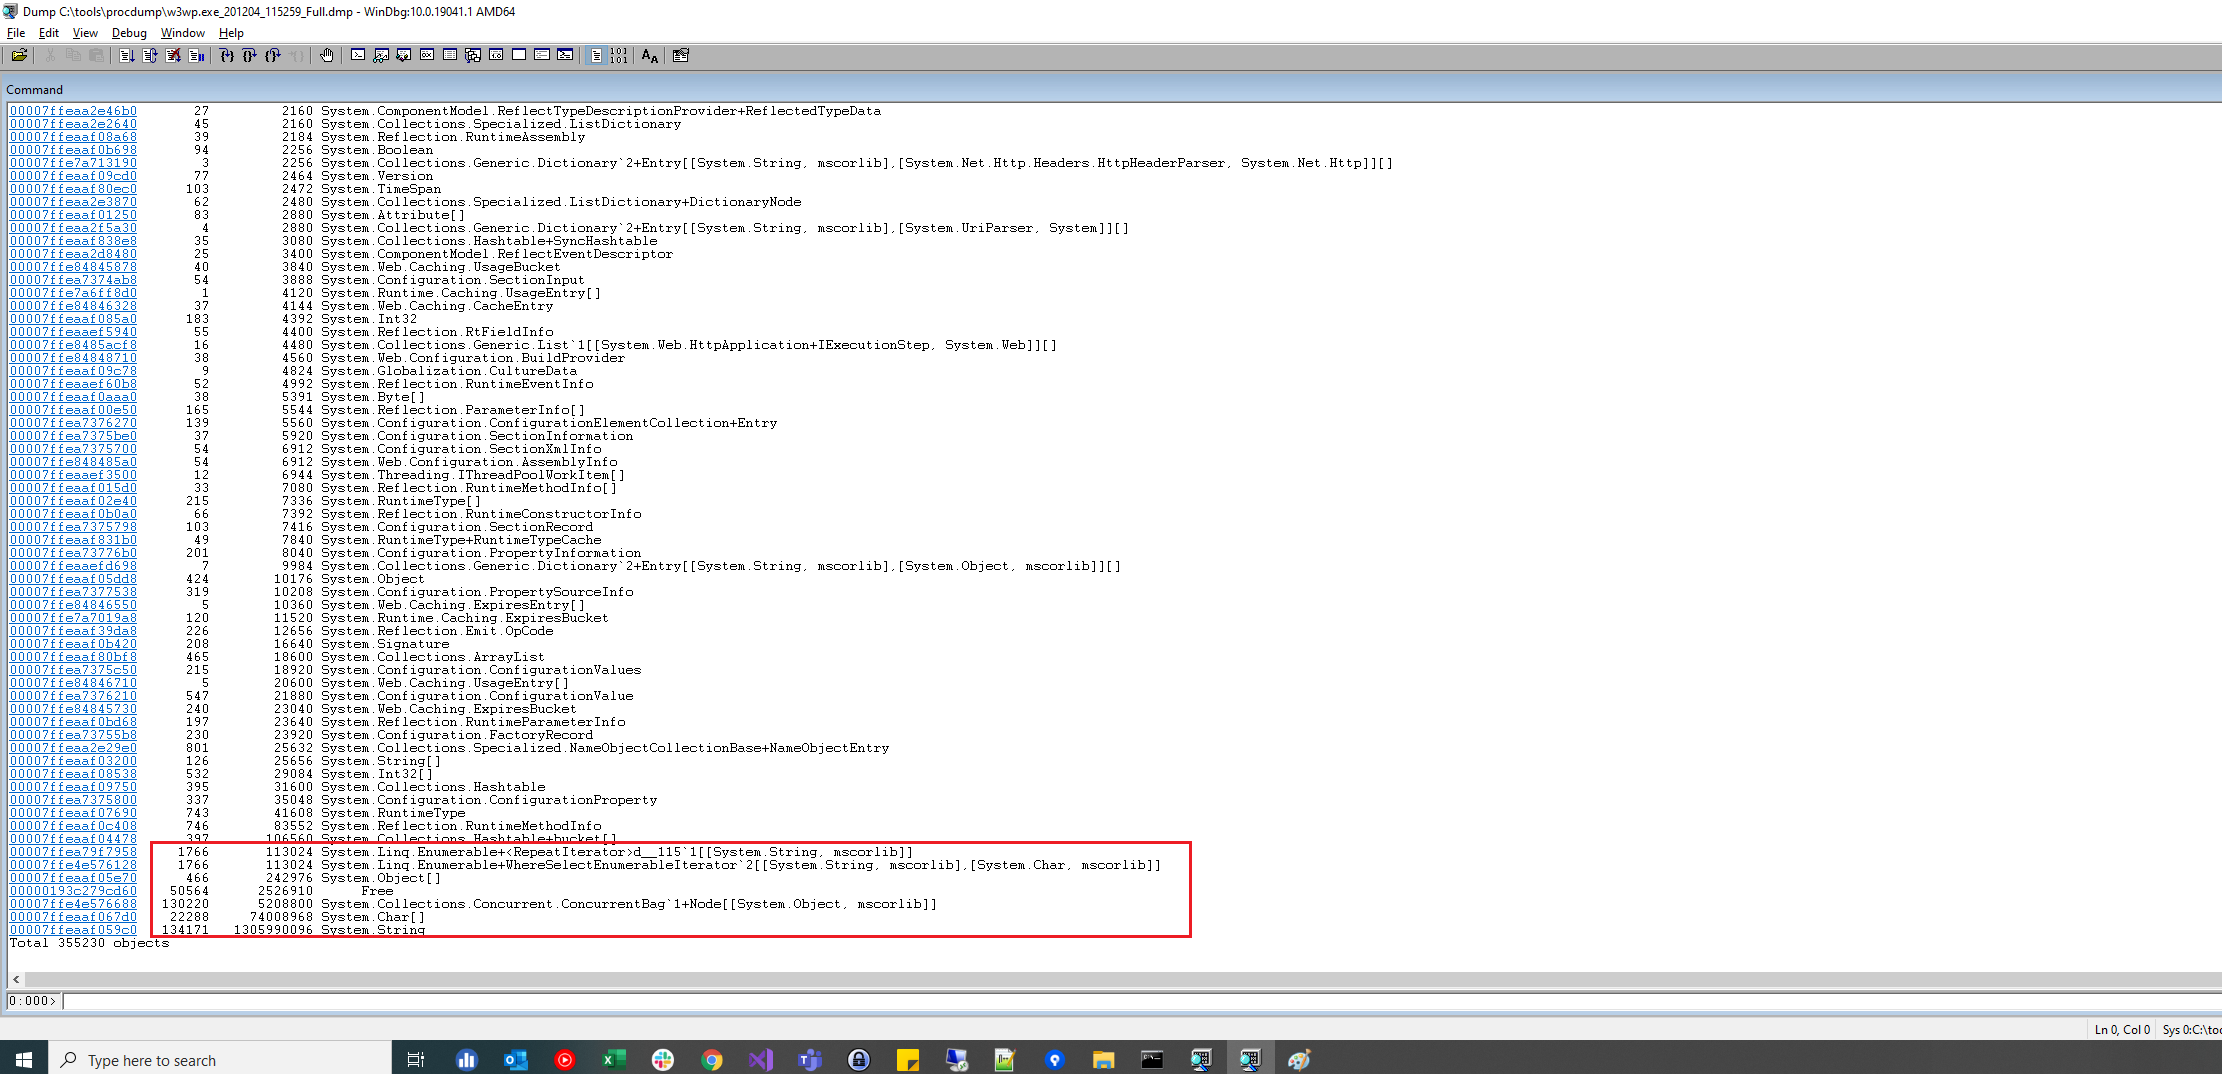 Dump C:\tools\procdump\w3wp.exe_201204_115259_Full.dmp - WinDbg:10.0.19041.1 AMD64
File Edit View Debug Window Help
Command
00007ffeaa2e46b0 27 2160 System.ComponentModel.ReflectTypeDescriptionProvider+ReflectedTypeData
00007ffeaa2e2640 45 2160 System.Collections.Specialized.ListDictionary
00007ffeaaf08a68 39 2184 System.Reflection.RuntimeAssembly
00007ffeaaf0b698 94 2256 System.Boolean
00007ffe7a713190 3 2256 System.Collections.Generic.Dictionary`2+Entry[[System.String, mscorlib],[System.Net.Http.Headers.HttpHeaderParser, System.Net.Http]][]
00007ffeaaf09cd0 77 2464 System.Version
00007ffeaaf80ec0 103 2472 System.TimeSpan
00007ffeaa2e3870 62 2480 System.Collections.Specialized.ListDictionary+DictionaryNode
00007ffeaaf01250 83 2880 System.Attribute[]
00007ffeaa2f5a30 4 2880 System.Collections.Generic.Dictionary`2+Entry[[System.String, mscorlib],[System.UriParser, System]][]
00007ffeaaf838e8 35 3080 System.Collections.Hashtable+SyncHashtable
00007ffeaa2d8480 25 3400 System.ComponentModel.ReflectEventDescriptor
00007ffe84845878 40 3840 System.Web.Caching.UsageBucket
00007ffea7374ab8 54 3888 System.Configuration.SectionInput
00007ffe7a6ff8d0 1 4120 System.Runtime.Caching.UsageEntry[]
00007ffe84846328 37 4144 System.Web.Caching.CacheEntry
00007ffeaaf085a0 183 4392 System.Int32
00007ffeaaef5940 55 4400 System.Reflection.RtFieldInfo
00007ffe8485acf8 16 4480 System.Collections.Generic.List`1[[System.Web.HttpApplication+IExecutionStep, System.Web]][]
00007ffe84848710 38 4560 System.Web.Configuration.BuildProvider
00007ffeaaf09c78 9 4824 System.Globalization.CultureData
00007ffeaaef60b8 52 4992 System.Reflection.RuntimeEventInfo
00007ffeaaf0aaa0 38 5391 System.Byte[]
00007ffeaaf00e50 165 5544 System.Reflection.ParameterInfo[]
00007ffea7376270 139 5560 System.Configuration.ConfigurationElementCollection+Entry
00007ffea7375be0 37 5920 System.Configuration.SectionInformation
00007ffea7375700 54 6912 System.Configuration.SectionXmlInfo
00007ffe848485a0 54 6912 System.Web.Configuration.AssemblyInfo
00007ffeaaef3500 12 6944 System.Threading.IThreadPoolWorkItem[]
00007ffeaaf015d0 33 7080 System.Reflection.RuntimeMethodInfo[]
00007ffeaaf02e40 215 7336 System.RuntimeType[]
00007ffeaaf0b0a0 66 7392 System.Reflection.RuntimeConstructorInfo
00007ffea7375798 103 7416 System.Configuration.SectionRecord
00007ffeaaf831b0 49 7840 System.RuntimeType+RuntimeTypeCache
00007ffea73776b0 201 8040 System.Configuration.PropertyInformation
00007ffeaaefd698 7 9984 System.Collections.Generic.Dictionary`2+Entry[[System.String, mscorlib],[System.Object, mscorlib]][]
00007ffeaaf05dd8 424 10176 System.Object
00007ffea7377538 319 10208 System.Configuration.PropertySourceInfo
00007ffe84846550 5 10360 System.Web.Caching.ExpiresEntry[]
00007ffe7a7019a8 120 11520 System.Runtime.Caching.ExpiresBucket
00007ffeaaf39da8 226 12656 System.Reflection.Emit.OpCode
00007ffeaaf0b420 208 16640 System.Signature
00007ffeaaf80bf8 465 18600 System.Collections.ArrayList
00007ffea7375c50 215 18920 System.Configuration.ConfigurationValues
00007ffe84846710 5 20600 System.Web.Caching.UsageEntry[]
00007ffea7376210 547 21880 System.Configuration.ConfigurationValue
00007ffe84845730 240 23040 System.Web.Caching.ExpiresBucket
00007ffeaaf0bd68 197 23640 System.Reflection.RuntimeParameterInfo
00007ffea73755b8 230 23920 System.Configuration.FactoryRecord
00007ffeaa2e29e0 801 25632 System.Collections.Specialized.NameObjectCollectionBase+NameObjectEntry
00007ffeaaf03200 126 25656 System.String[]
00007ffeaaf08538 532 29084 System.Int32[]
00007ffeaaf09750 395 31600 System.Collections.Hashtable
00007ffea7375800 337 35048 System.Configuration.ConfigurationProperty
00007ffeaaf07690 743 41608 System.RuntimeType
00007ffeaaf0c408 746 83552 System.Reflection.RuntimeMethodInfo
00007ffeaaf04478 397 106560 System.Collections.Hashtable+bucket[]
00007ffea79f7958 1766 113024 System.Linq.Enumerable+<RepeatIterator>d__115`1[[System.String, mscorlib]]
00007ffe4e576128 1766 113024 System.Linq.Enumerable+WhereSelectEnumerableIterator`2[[System.String, mscorlib],[System.Char, mscorlib]]
00007ffeaaf05e70 466 242976 System.Object[]
00000193c279cd60 50564 2526910 Free
00007ffe4e576688 130220 5208800 System.Collections.Concurrent.ConcurrentBag`1+Node[[System.Object, mscorlib]]
00007ffeaaf067d0 22288 74008968 System.Char[]
00007ffeaaf059c0 134171 1305990096 System.String
Total 355230 objects
0:000>
Ln 0, Col 0 Sys 0:C:\too
Type here to search